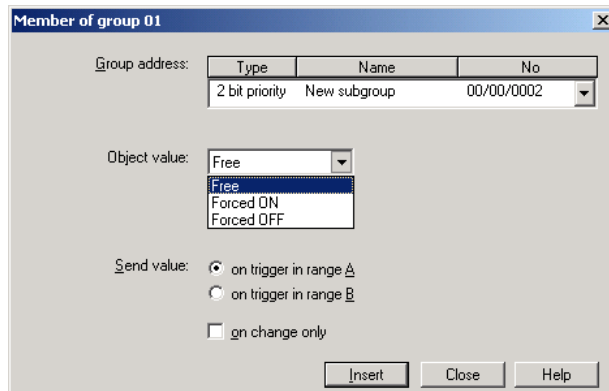 Member of group 01
Group address:
Type Name No
2 bit priority New subgroup 00/00/0002
Object value:
Free
Free
Forced ON
Forced OFF
Send value:
on trigger in range A
on trigger in range B
on change only
Insert Close Help